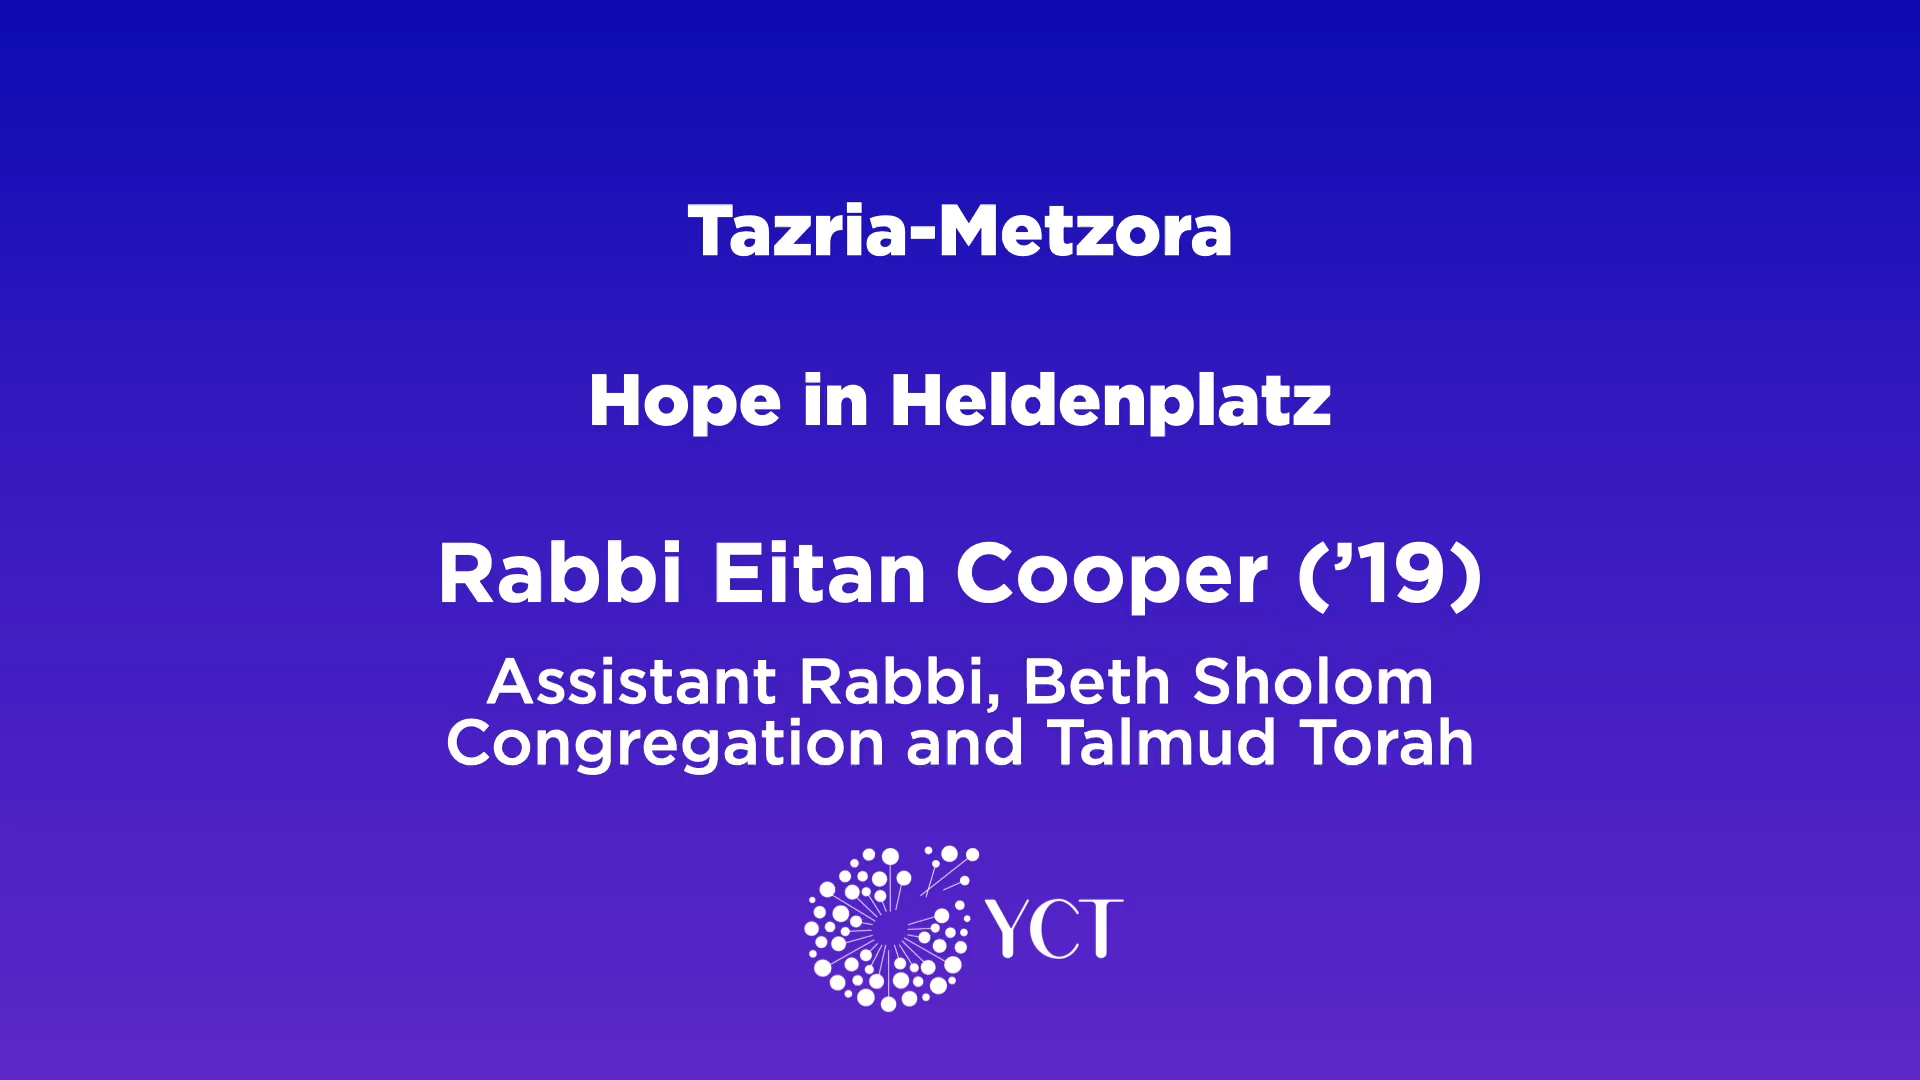 Tazria-Metzora
Hope in Heldenplatz
Rabbi Eitan Cooper (’19)
Assistant Rabbi, Beth Sholom
Congregation and Talmud Torah
YCT